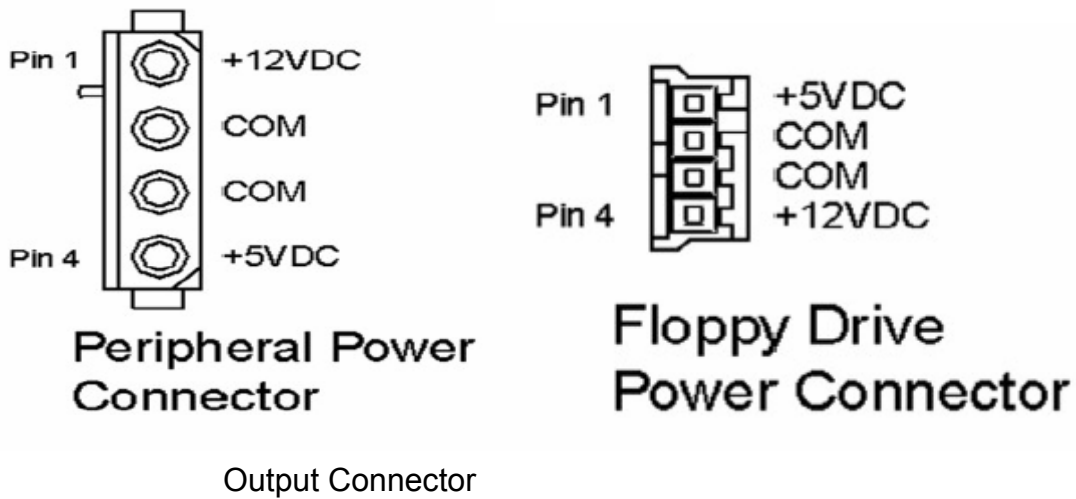 Pin 1 +12VDC
COM
COM
Pin 4 +5VDC
Peripheral Power
Connector
Pin 1 +5VDC
COM
COM
Pin 4 +12VDC
Floppy Drive
Power Connector
Output Connector